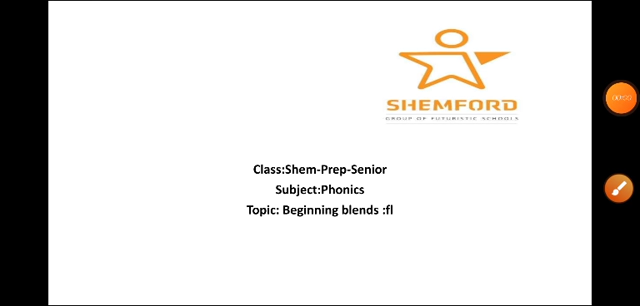 SHEMFORD
GROUP OF FUTURISTIC SCHOOLS
Class:Shem-Prep-Senior
Subject:Phonics
Topic: Beginning blends :fl